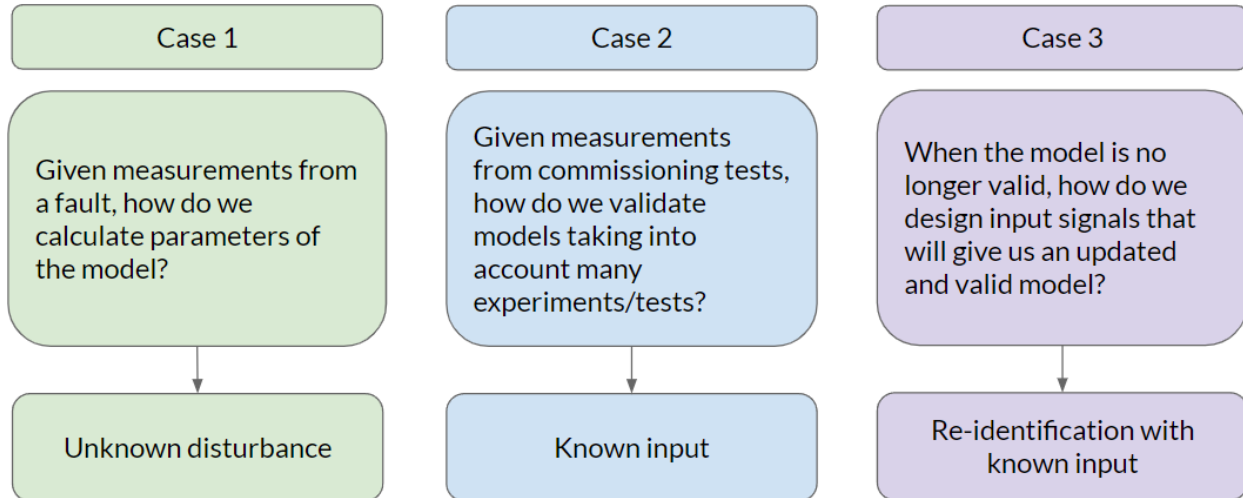 Case 1
Given measurements from
a fault, how do we
calculate parameters of
the model?
Unknown disturbance
Case 2
Given measurements
from commissioning tests,
how do we validate
models taking into
account many
experiments/tests?
Known input
Case 3
When the model is no
longer valid, how do we
design input signals that
will give us an updated
and valid model?
Re-identification with
known input